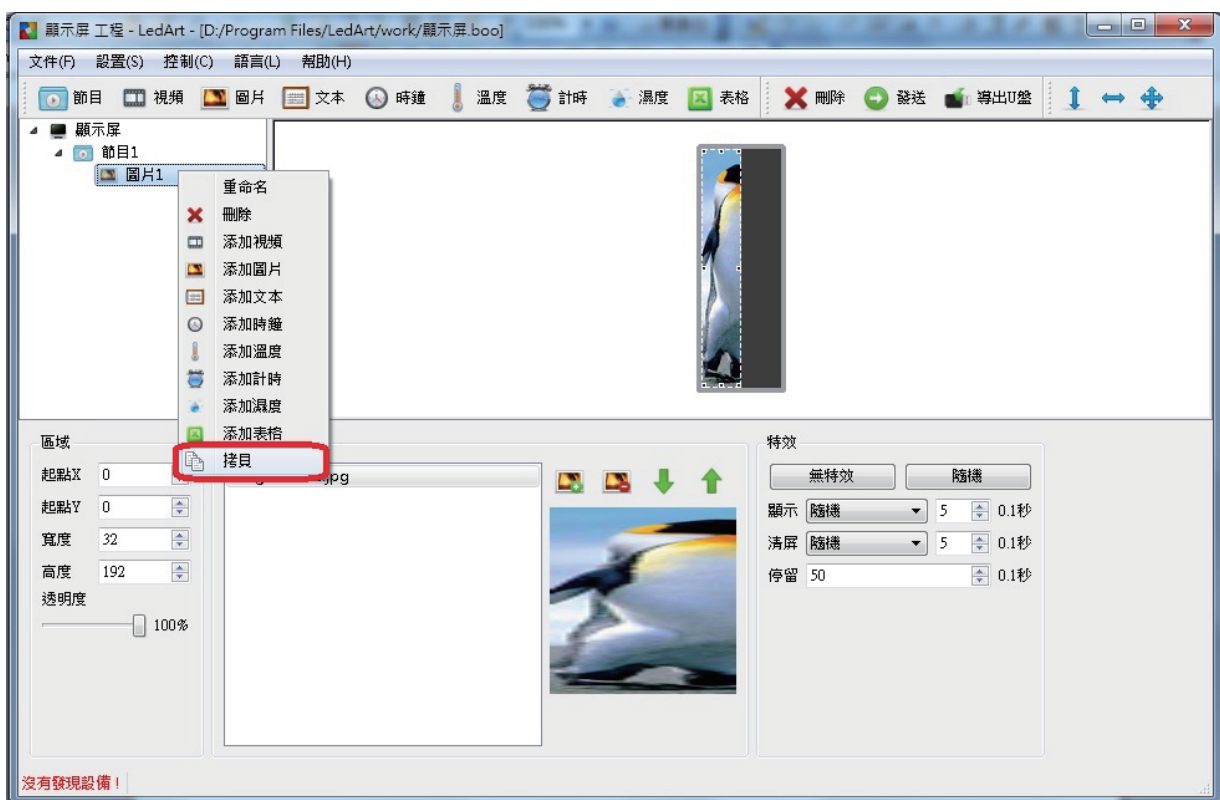 顯示屏 工程 - LedArt - [D:/Program Files/LedArt/work/顯示屏.boo]
文件(F) 設置(S) 控制(C) 語言(L) 幫助(H)
節目 視頻 圖片 文本 時鐘 溫度 計時 濕度 表格 刪除 發送 導出U盤
顯示屏
節目1
圖片1
重命名
刪除
添加視頻
添加圖片
添加文本
添加時鐘
添加溫度
添加計時
添加濕度
添加表格
拷貝
區域
起點X 0
起點Y 0
寬度 32
高度 192
透明度
100%
.jpg
特效
無特效 隨機
顯示 隨機 5 0.1秒
清屏 隨機 5 0.1秒
停留 50 0.1秒
沒有發現設備！